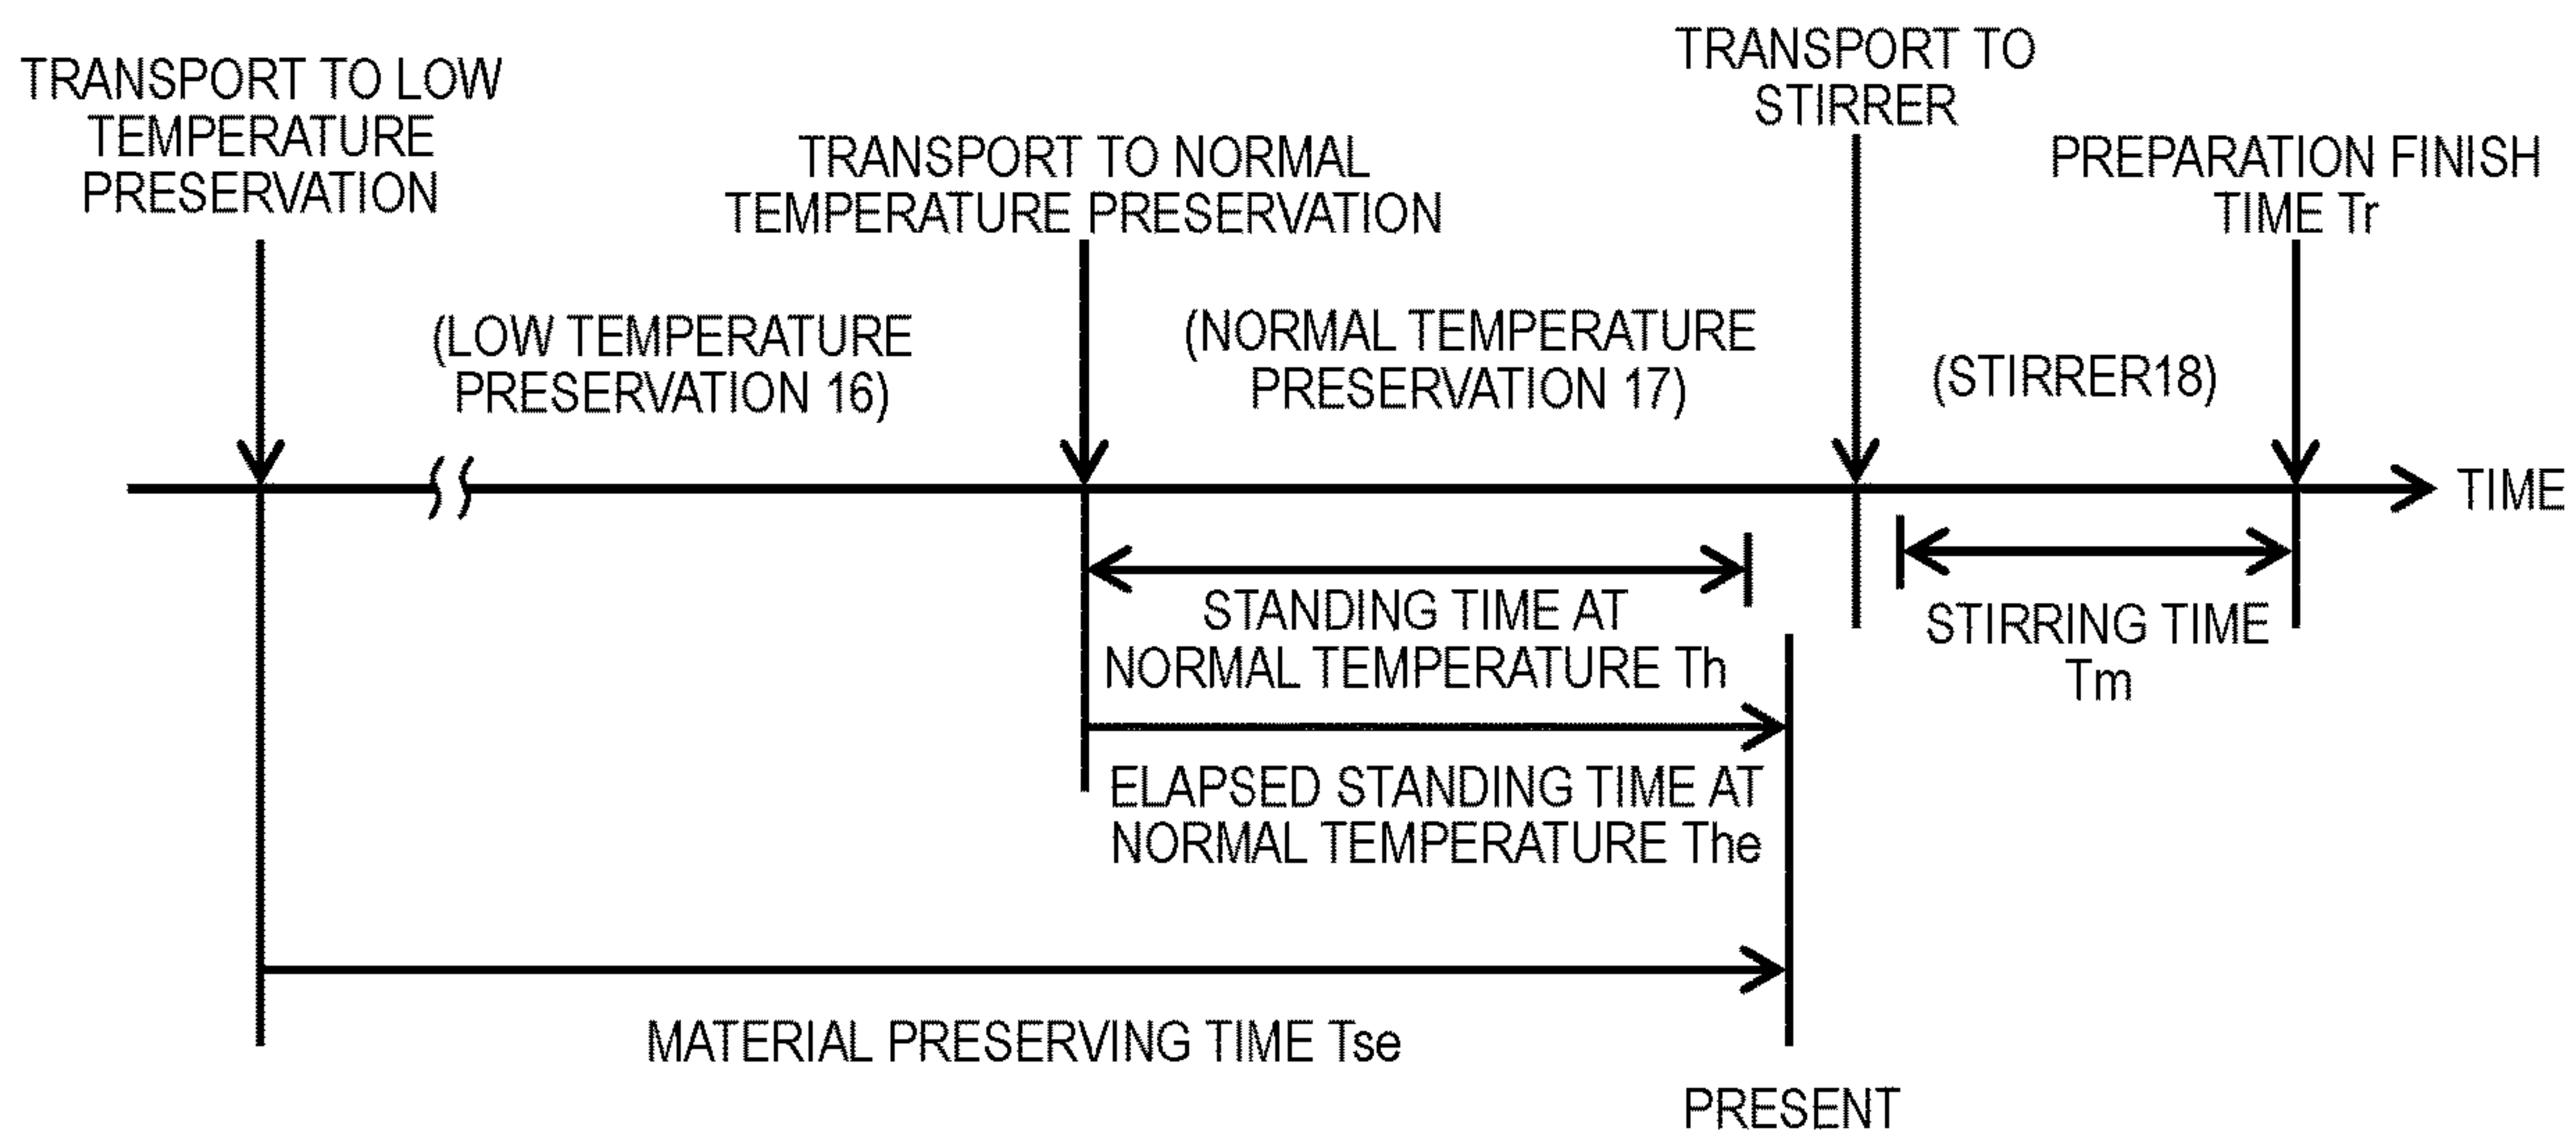 TRANSPORT TO LOW
TEMPERATURE
PRESERVATION
TRANSPORT TO NORMAL
TEMPERATURE PRESERVATION
TRANSPORT TO
STIRRER
PREPARATION FINISH
TIME Tr
(LOW TEMPERATURE
PRESERVATION 16)
(NORMAL TEMPERATURE
PRESERVATION 17)
(STIRRER18)
TIME
STANDING TIME AT
NORMAL TEMPERATURE Th
STIRRING TIME
Tm
ELAPSED STANDING TIME AT
NORMAL TEMPERATURE The
MATERIAL PRESERVING TIME Tse
PRESENT